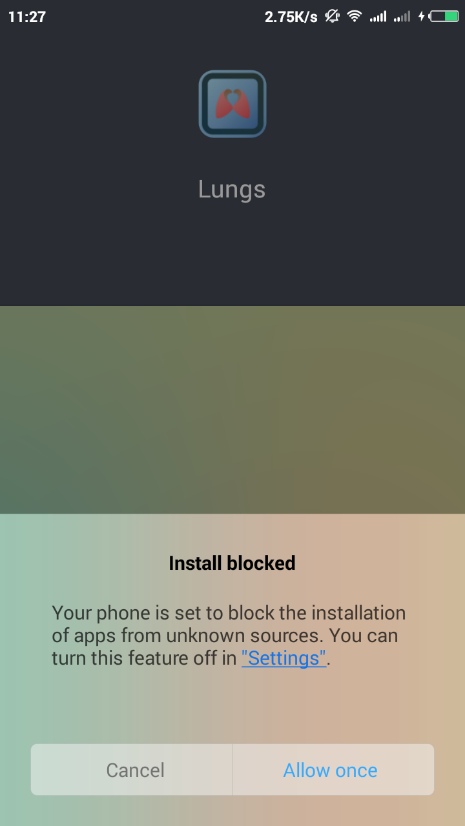 11:27 2.75K/s
Lungs
Install blocked
Your phone is set to block the installation
of apps from unknown sources. You can
turn this feature off in "Settings".
Cancel Allow once